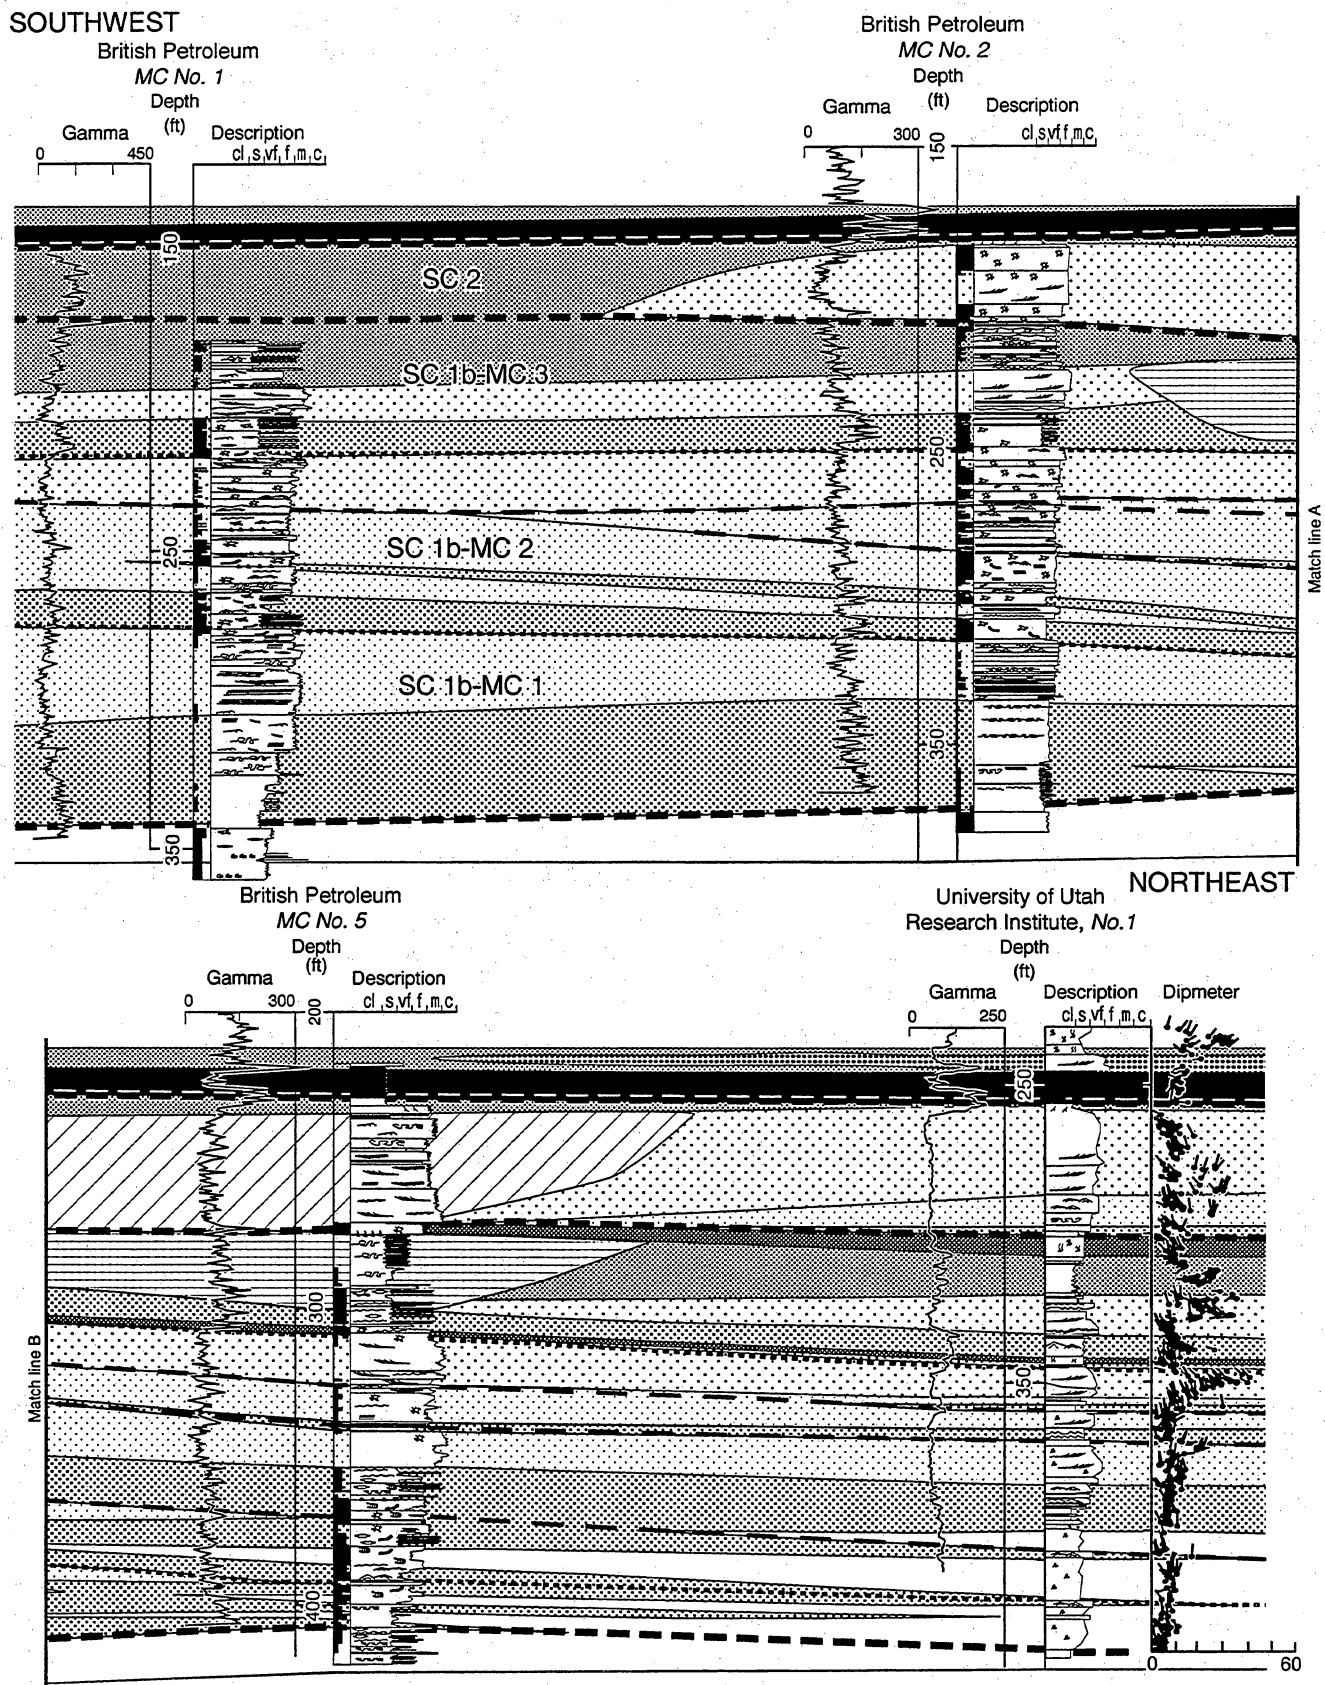 SOUTHWEST
British Petroleum
MC No. 1
Depth
(ft)
Gamma
Description
0 450
cl s vf f m c
British Petroleum
MC No. 2
Depth
(ft)
Gamma
Description
0 300
150
cl s vf f m c
150
SC 2
SC 1b-MC 3
250
SC 1b-MC 2
250
SC 1b-MC 1
350
350
Match line A
NORTHEAST
British Petroleum
MC No. 5
Depth
(ft)
Gamma
Description
0 300
200
cl s vf f m c
University of Utah
Research Institute, No. 1
Depth
(ft)
Gamma
Description
Dipmeter
0 250
cl s vf f m c
250
300
350
400
Match line B
0 60